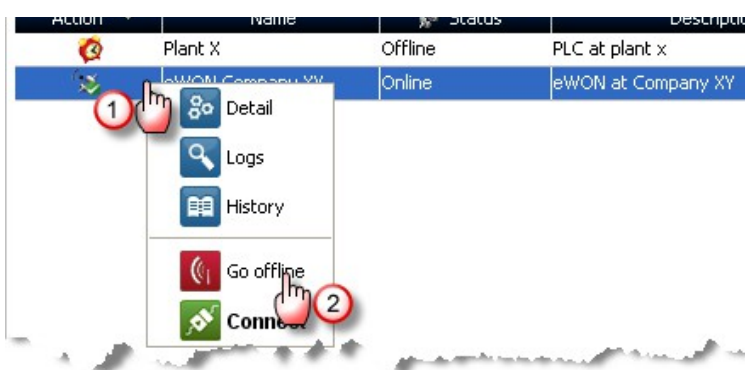 Action Name Status Descriptio
Plant X Offline PLC at plant x
eWON Company XY Online eWON at Company XY
1
Detail
Logs
History
Go offline
2
Connect